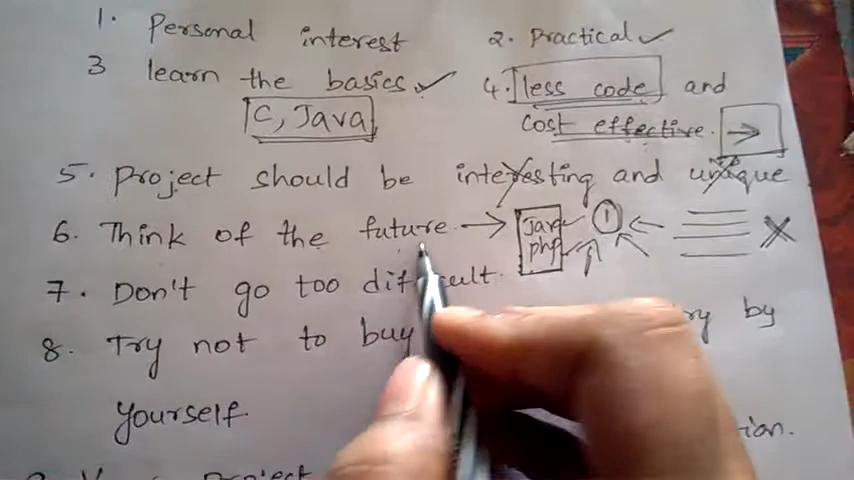 1. Personal interest 2. Practical ✓
3 learn the basics ✓ 4. less code and
C, Java cost effective. →
5. Project should be interesting and unique
6. Think of the future → Java php 1
7. Don't go too difficult.
8. Try not to buy by
yourself.
Project